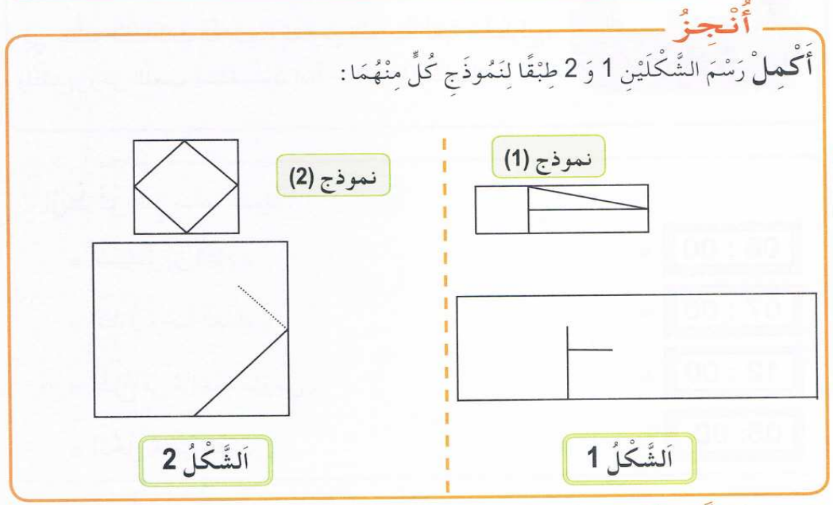 أُنْجِزُ
أَكْمِلْ رَسْمَ الشَّكْلَيْنِ 1 وَ 2 طِبْقًا لِنَمُوذَجِ كُلٍّ مِنْهُمَا:
نموذج (1)
نموذج (2)
اَلشَّكْلُ 1
اَلشَّكْلُ 2